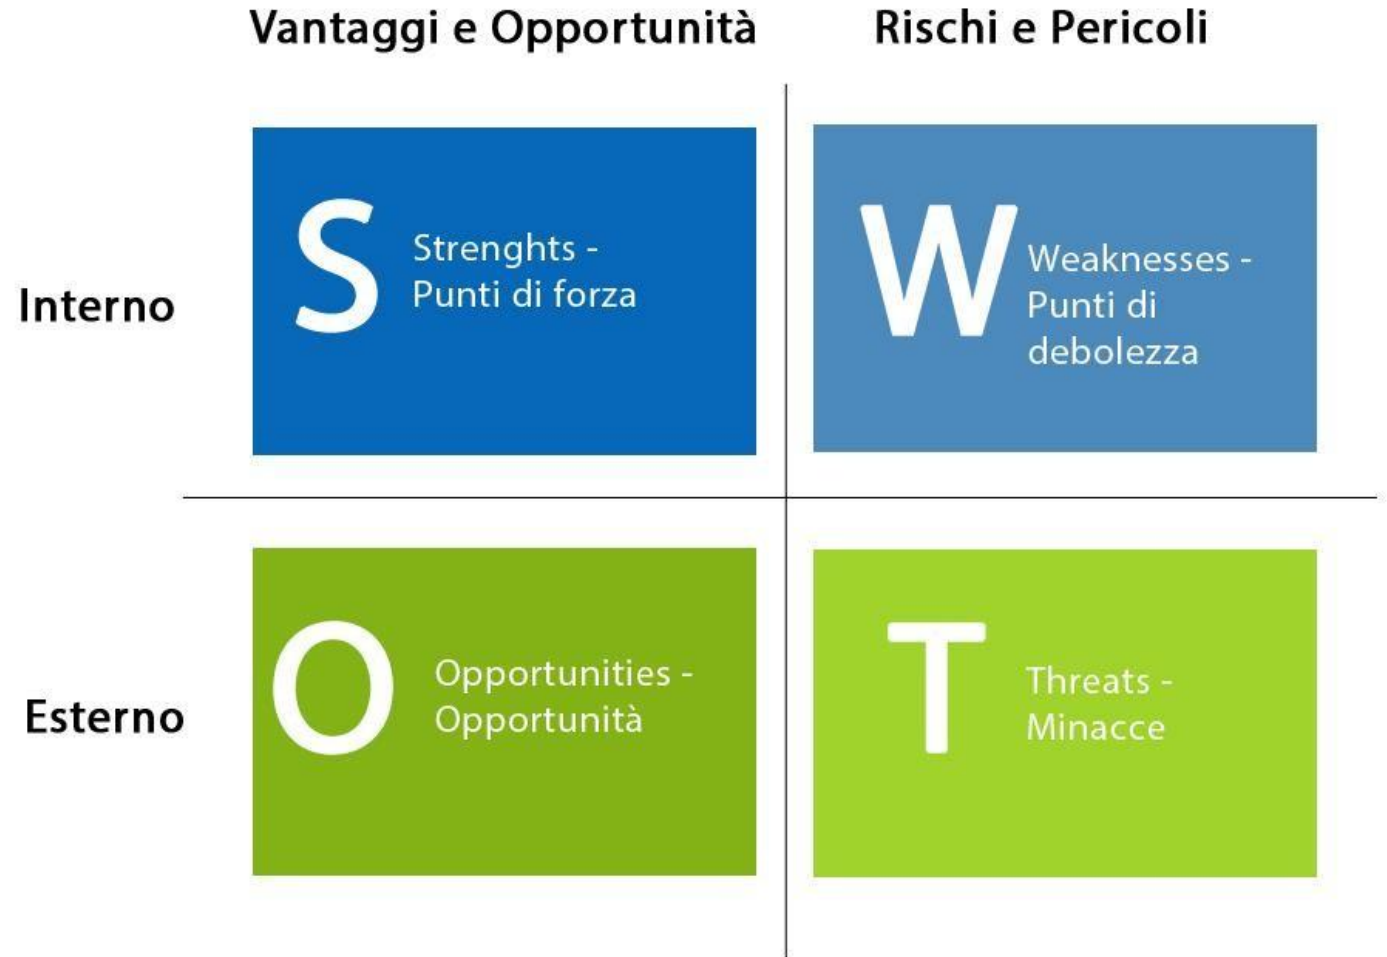 Vantaggi e Opportunità
Rischi e Pericoli
Interno
S
Strenghts -
Punti di forza
W
Weaknesses -
Punti di
debolezza
Esterno
O
Opportunities -
Opportunità
T
Threats -
Minacce